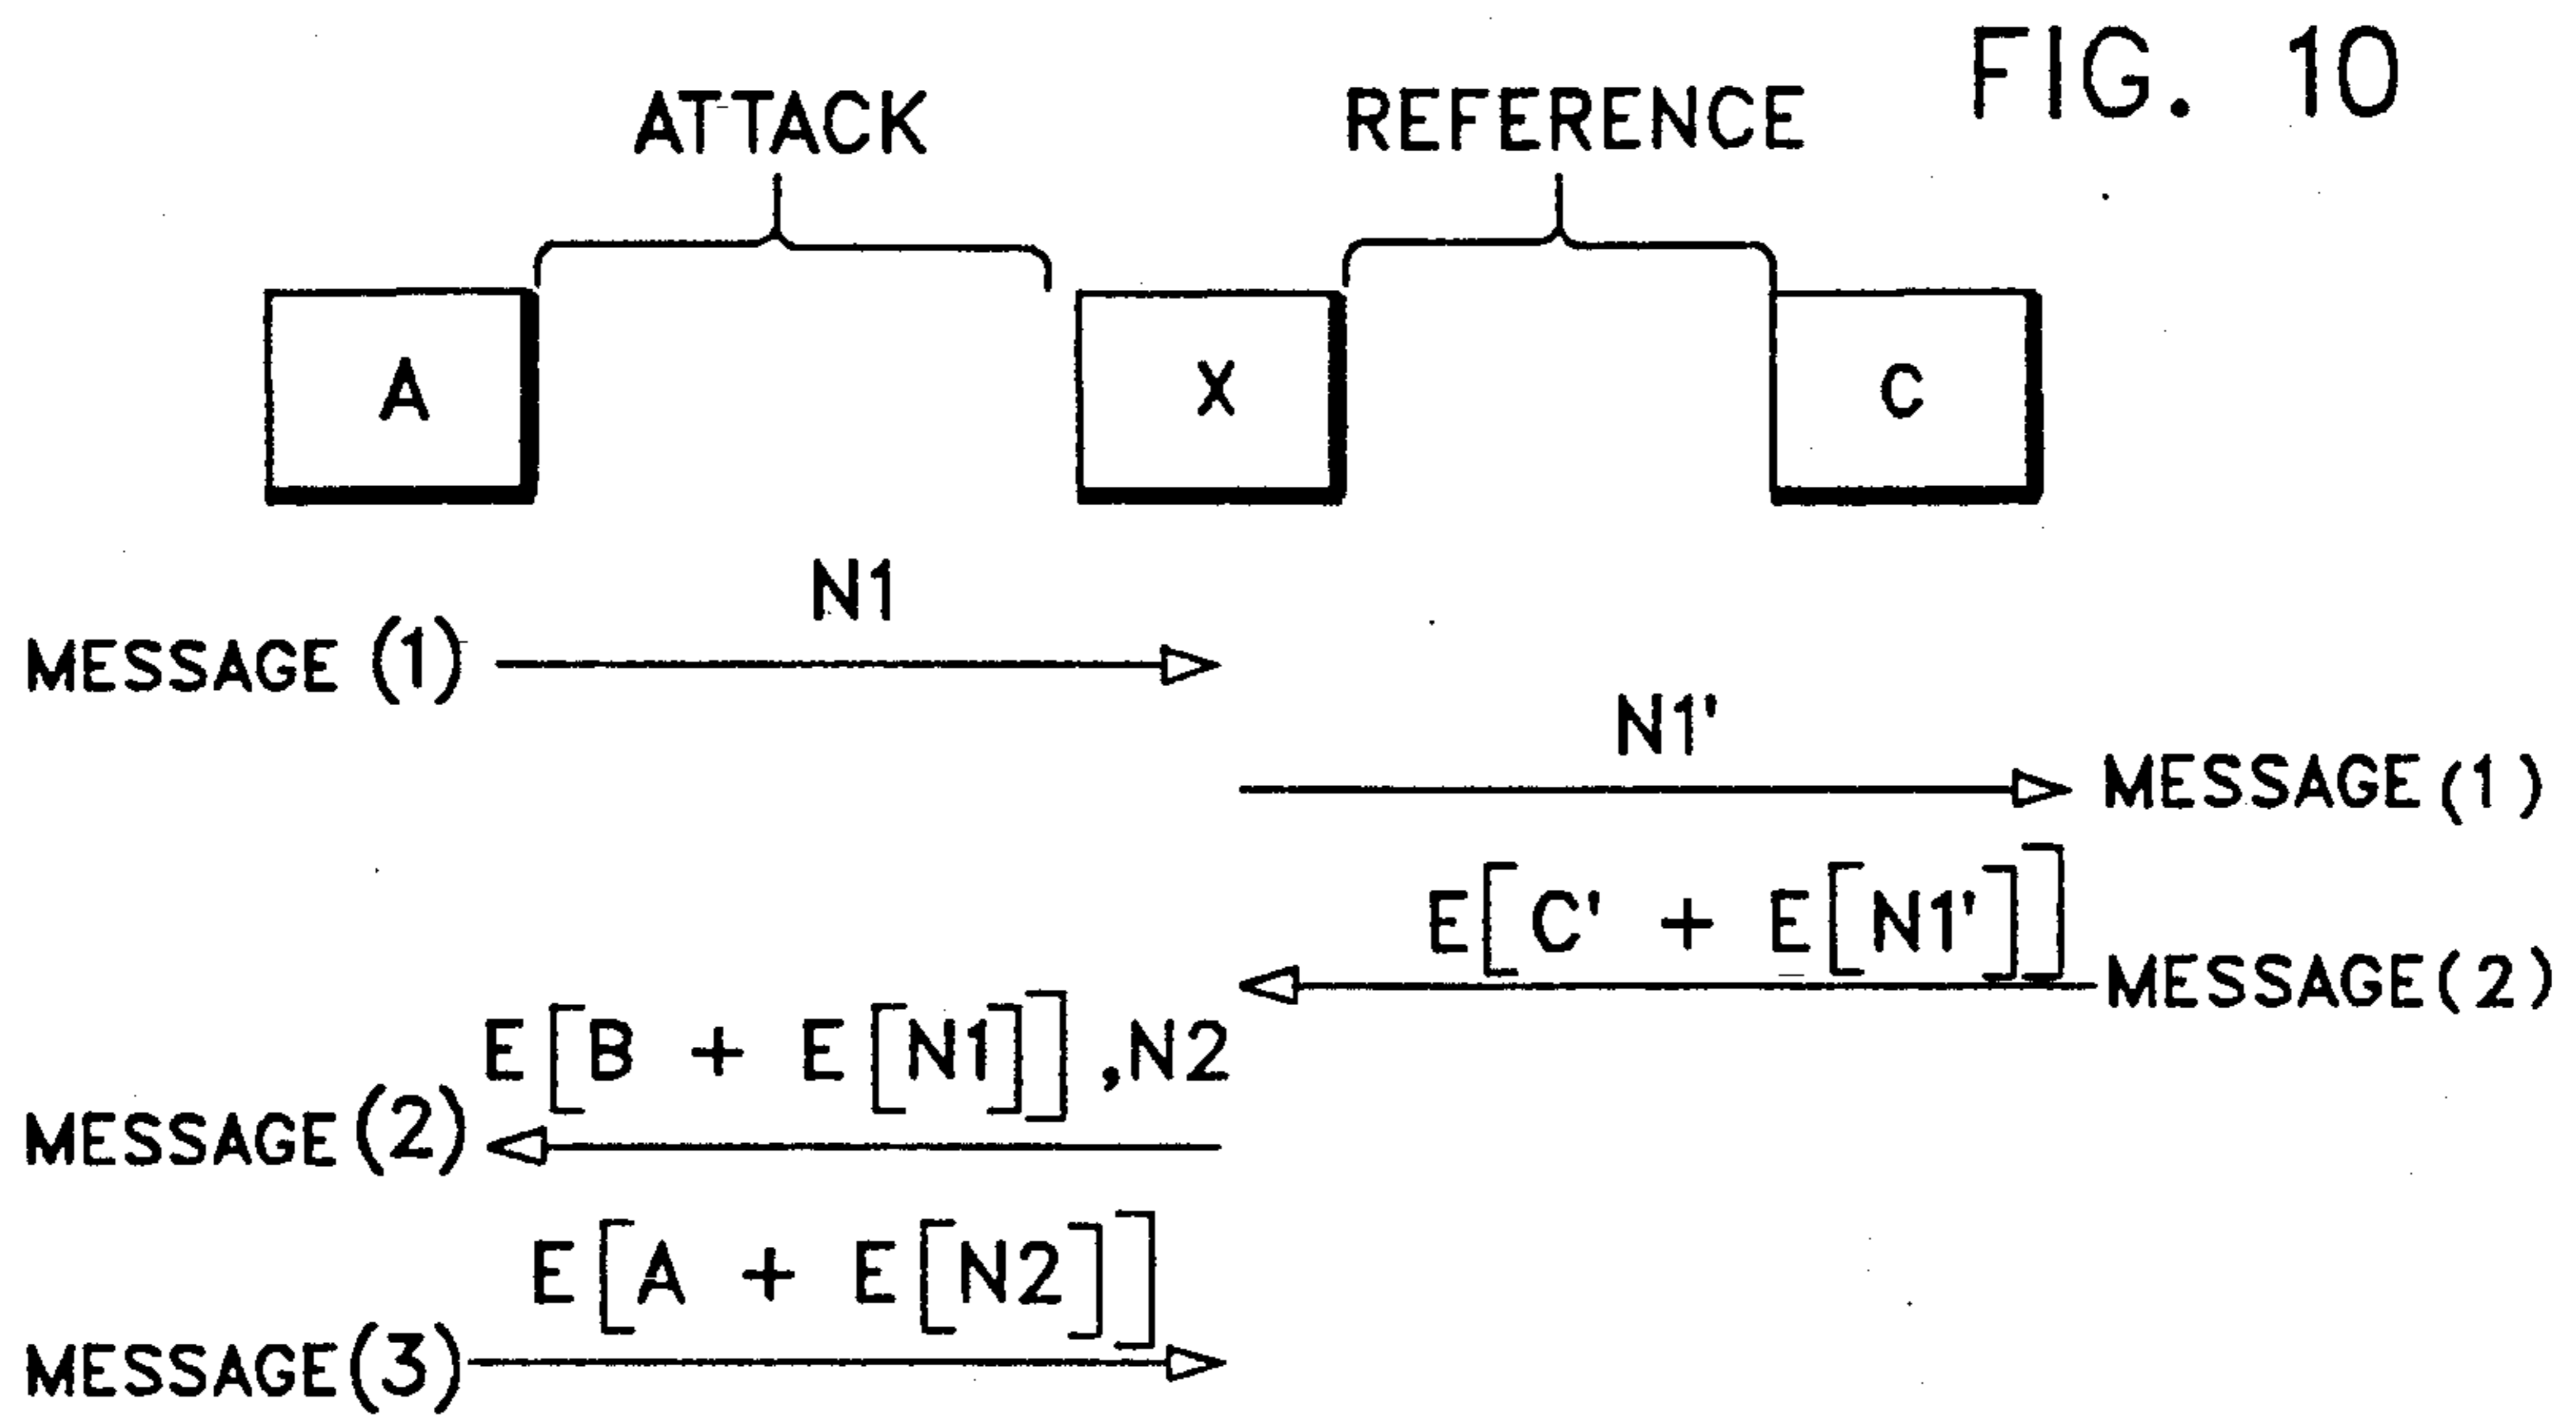 FIG. 10
ATTACK REFERENCE
A X C
N1
MESSAGE (1)
N1'
MESSAGE (1)
E[C' + E[N1']]
MESSAGE (2)
E[B + E[N1]] ,N2
MESSAGE (2)
E[A + E[N2]]
MESSAGE (3)